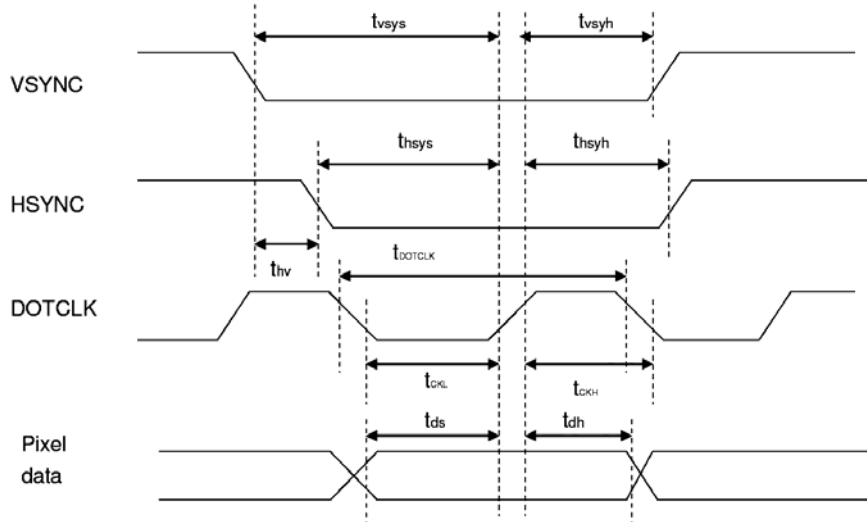 tvsys tvsyh
VSYNC
thsys thsyh
HSYNC
thv tDOTCLK
DOTCLK
tCKL tCKH
tds tdh
Pixel
data